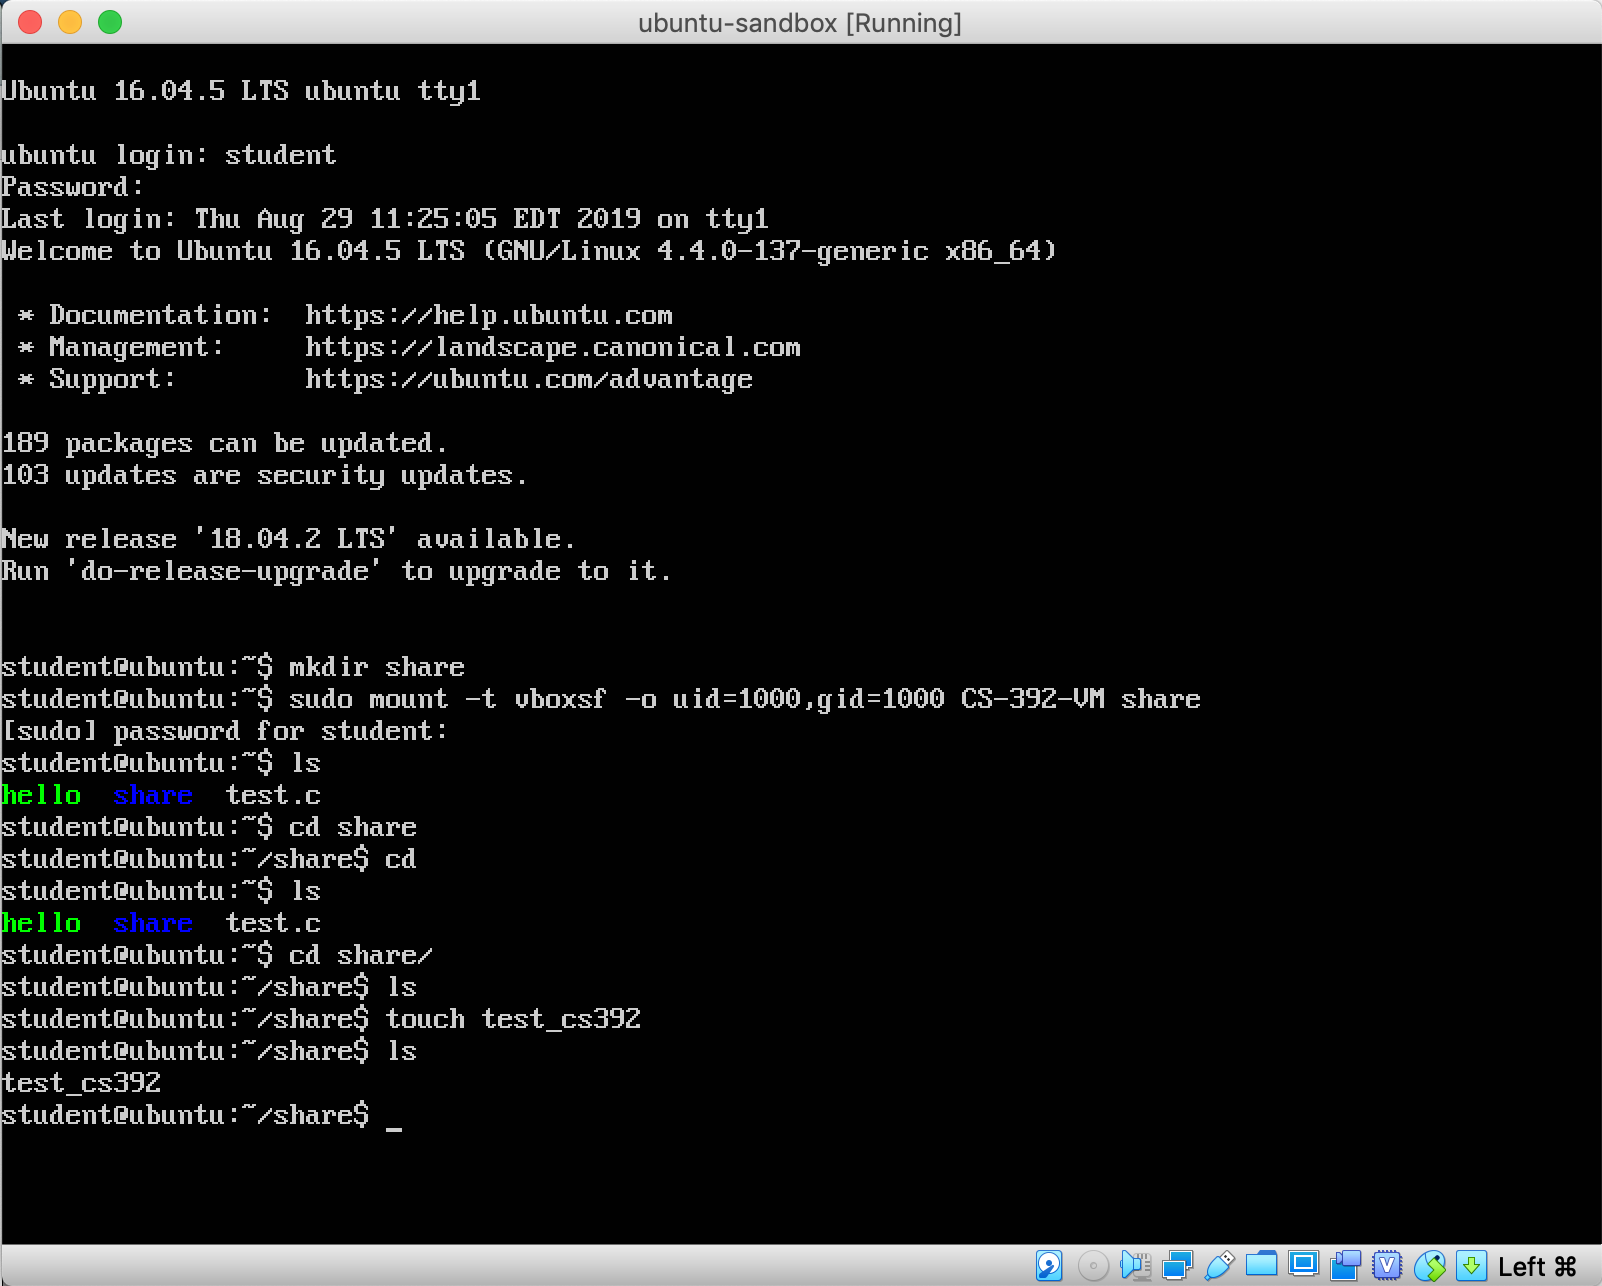 ubuntu-sandbox [Running]
Ubuntu 16.04.5 LTS ubuntu tty1
ubuntu login: student
Password:
Last login: Thu Aug 29 11:25:05 EDT 2019 on tty1
Welcome to Ubuntu 16.04.5 LTS (GNU/Linux 4.4.0-137-generic x86_64)
* Documentation:  https://help.ubuntu.com
* Management:     https://landscape.canonical.com
* Support:        https://ubuntu.com/advantage
189 packages can be updated.
103 updates are security updates.
New release '18.04.2 LTS' available.
Run 'do-release-upgrade' to upgrade to it.
student@ubuntu:~$ mkdir share
student@ubuntu:~$ sudo mount -t vboxsf -o uid=1000,gid=1000 CS-392-VM share
[sudo] password for student:
student@ubuntu:~$ ls
hello  share  test.c
student@ubuntu:~$ cd share
student@ubuntu:~/share$ cd
student@ubuntu:~$ ls
hello  share  test.c
student@ubuntu:~$ cd share/
student@ubuntu:~/share$ ls
student@ubuntu:~/share$ touch test_cs392
student@ubuntu:~/share$ ls
test_cs392
student@ubuntu:~/share$ _
Left ⌘